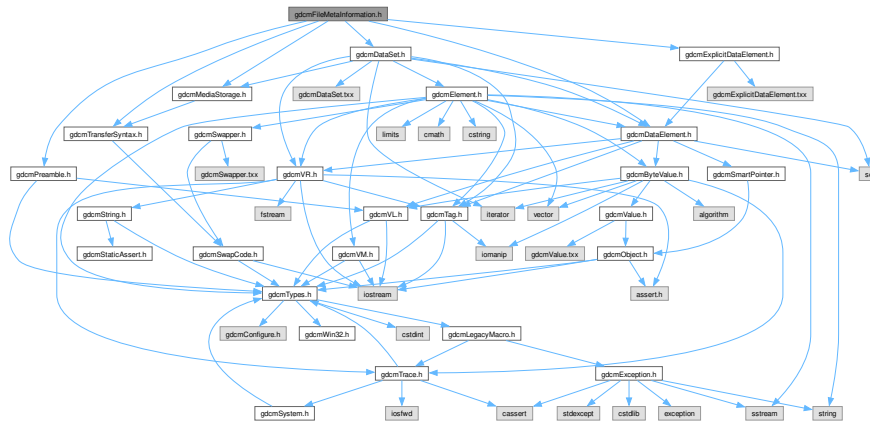 gdcmFileMetaInformation.h
gdcmDataSet.h
gdcmExplicitDataElement.h
gdcmMediaStorage.h
gdcmDataSet.txx
gdcmElement.h
gdcmExplicitDataElement.txx
gdcmTransferSyntax.h
gdcmSwapper.h
limits
cmath
cstring
gdcmDataElement.h
gdcmPreamble.h
gdcmSwapper.txx
gdcmVR.h
gdcmByteValue.h
gdcmSmartPointer.h
gdcmString.h
fstream
gdcmVL.h
gdcmTag.h
iterator
vector
gdcmValue.h
algorithm
gdcmStaticAssert.h
gdcmSwapCode.h
gdcmVM.h
iomanip
gdcmValue.txx
gdcmObject.h
gdcmTypes.h
iostream
assert.h
gdcmConfigure.h
gdcmWin32.h
cstdint
gdcmLegacyMacro.h
gdcmTrace.h
gdcmException.h
gdcmSystem.h
iosfwd
cassert
stdexcept
cstdlib
exception
sstream
string